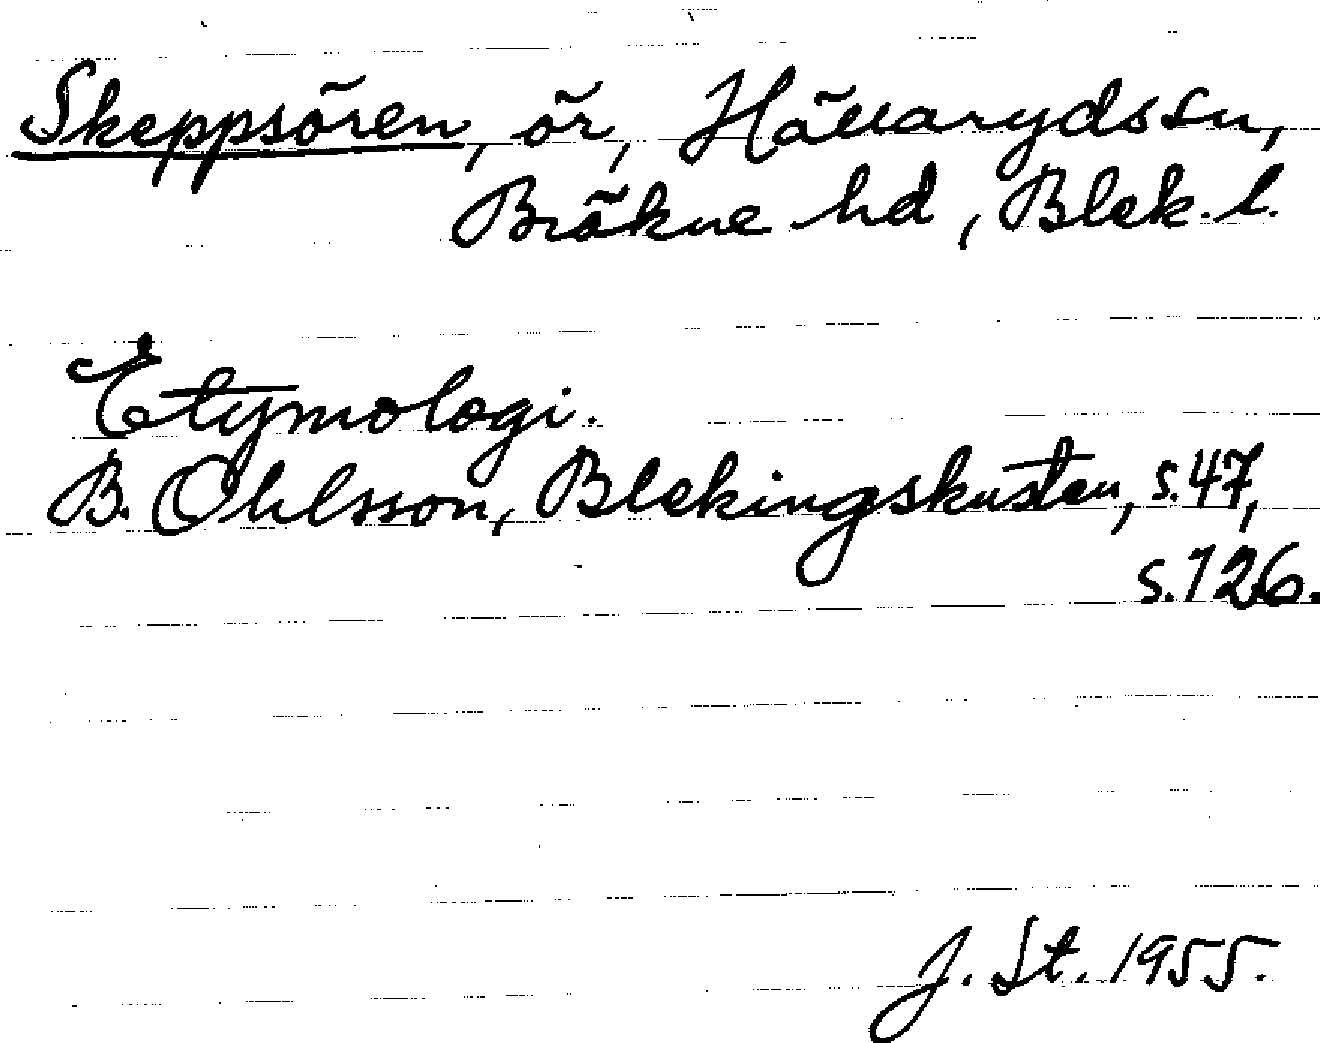 Skeppsören, ör, Hällarydssn,
Bräkne hd, Blek. l.
Etymologi.
B. Ohlsson, Blekingskusten, s. 47,
s. 126.
J. St. 1955.